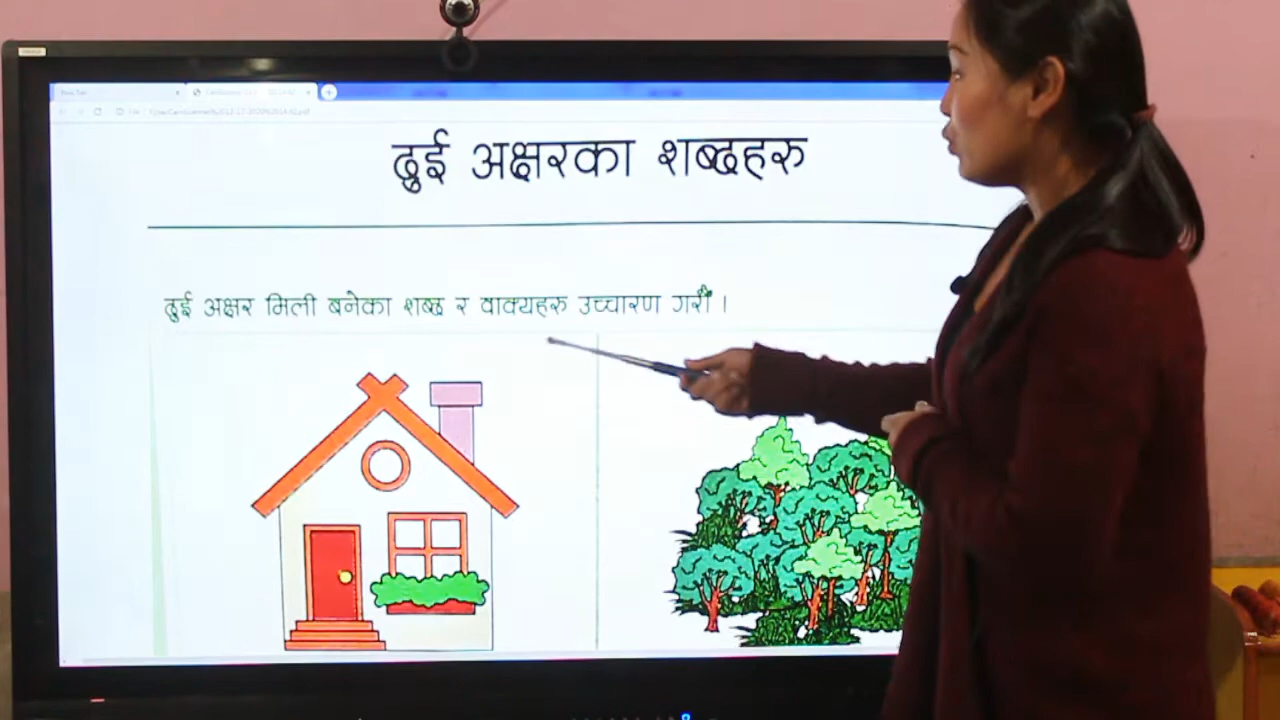 दुई अक्षरका शब्दहरु
दुई अक्षर मिली बनेका शब्द र वाक्यहरु उच्चारण गरौं ।